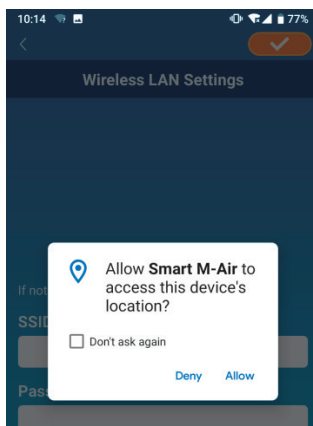 10:14
77%
Wireless LAN Settings
Allow Smart M-Air to
access this device's
location?
If not
SSID
Don't ask again
Deny Allow
Pass